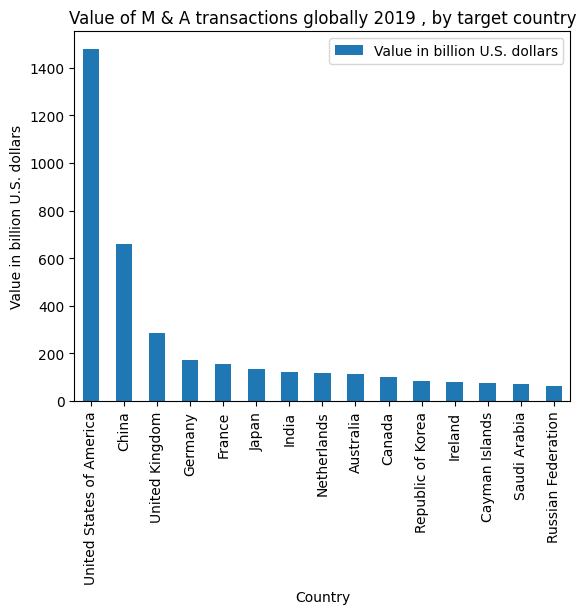 Value of M & A transactions globally 2019 , by target country
Value in billion U.S. dollars
Value in billion U.S. dollars
1400
1200
1000
800
600
400
200
0
United States of America
China
United Kingdom
Germany
France
Japan
India
Netherlands
Australia
Canada
Republic of Korea
Ireland
Cayman Islands
Saudi Arabia
Russian Federation
Country